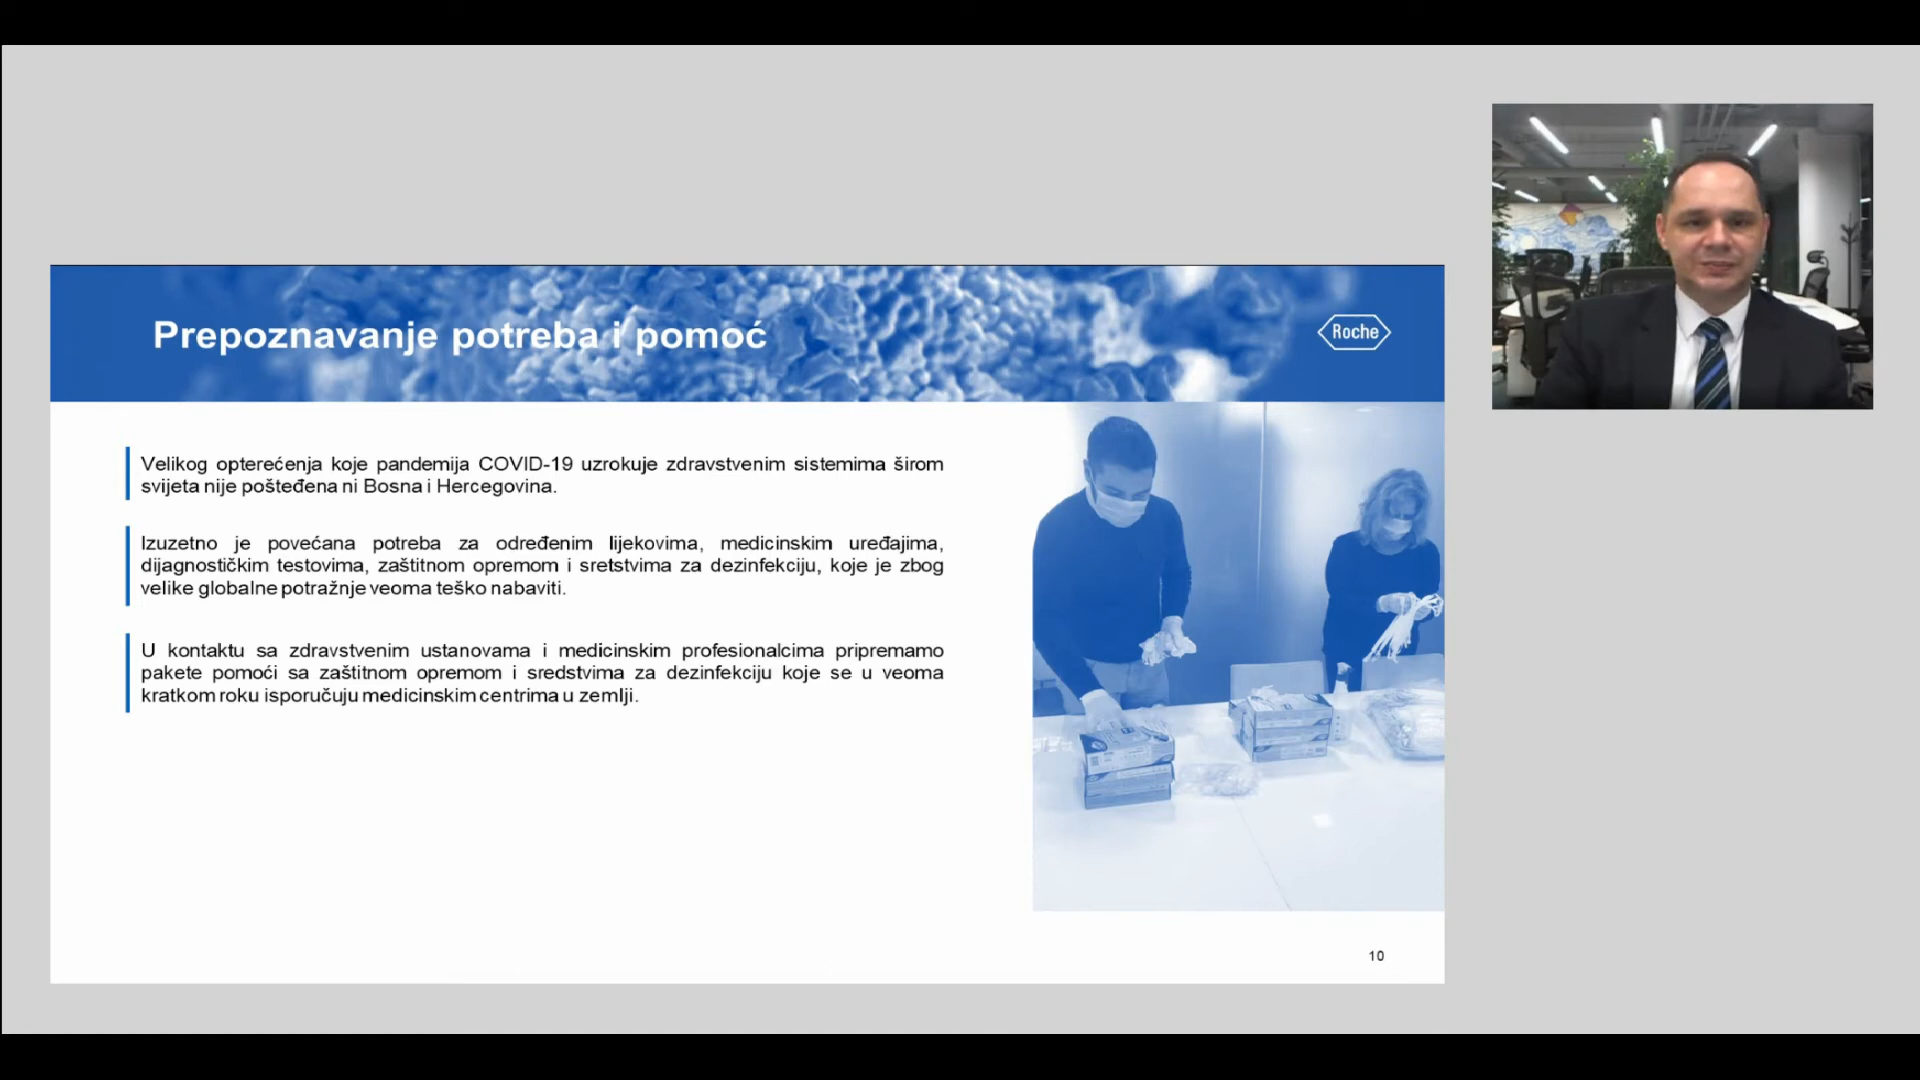 Prepoznavanje potreba i pomoć
Roche
Velikog opterećenja koje pandemija COVID-19 uzrokuje zdravstvenim sistemima širom
svijeta nije pošteđena ni Bosna i Hercegovina.
Izuzetno je povećana potreba za određenim lijekovima, medicinskim uređajima,
dijagnostičkim testovima, zaštitnom opremom i sretstvima za dezinfekciju, koje je zbog
velike globalne potražnje veoma teško nabaviti.
U kontaktu sa zdravstvenim ustanovama i medicinskim profesionalcima pripremamo
pakete pomoći sa zaštitnom opremom i sredstvima za dezinfekciju koje se u veoma
kratkom roku isporučuju medicinskim centrima u zemlji.
10